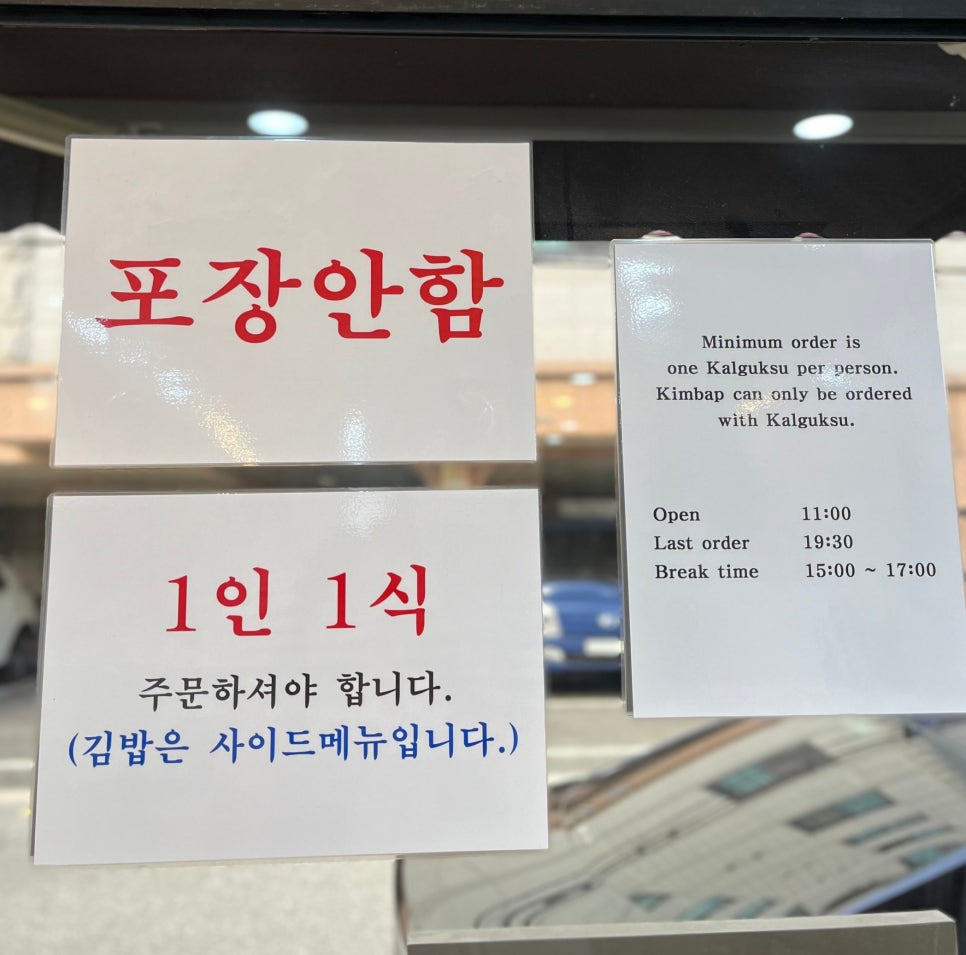 포장안함
1인 1식
주문하셔야 합니다.
(김밥은 사이드메뉴입니다.)
Minimum order is
one Kalguksu per person.
Kimbap can only be ordered
with Kalguksu.
Open 11:00
Last order 19:30
Break time 15:00 ~ 17:00